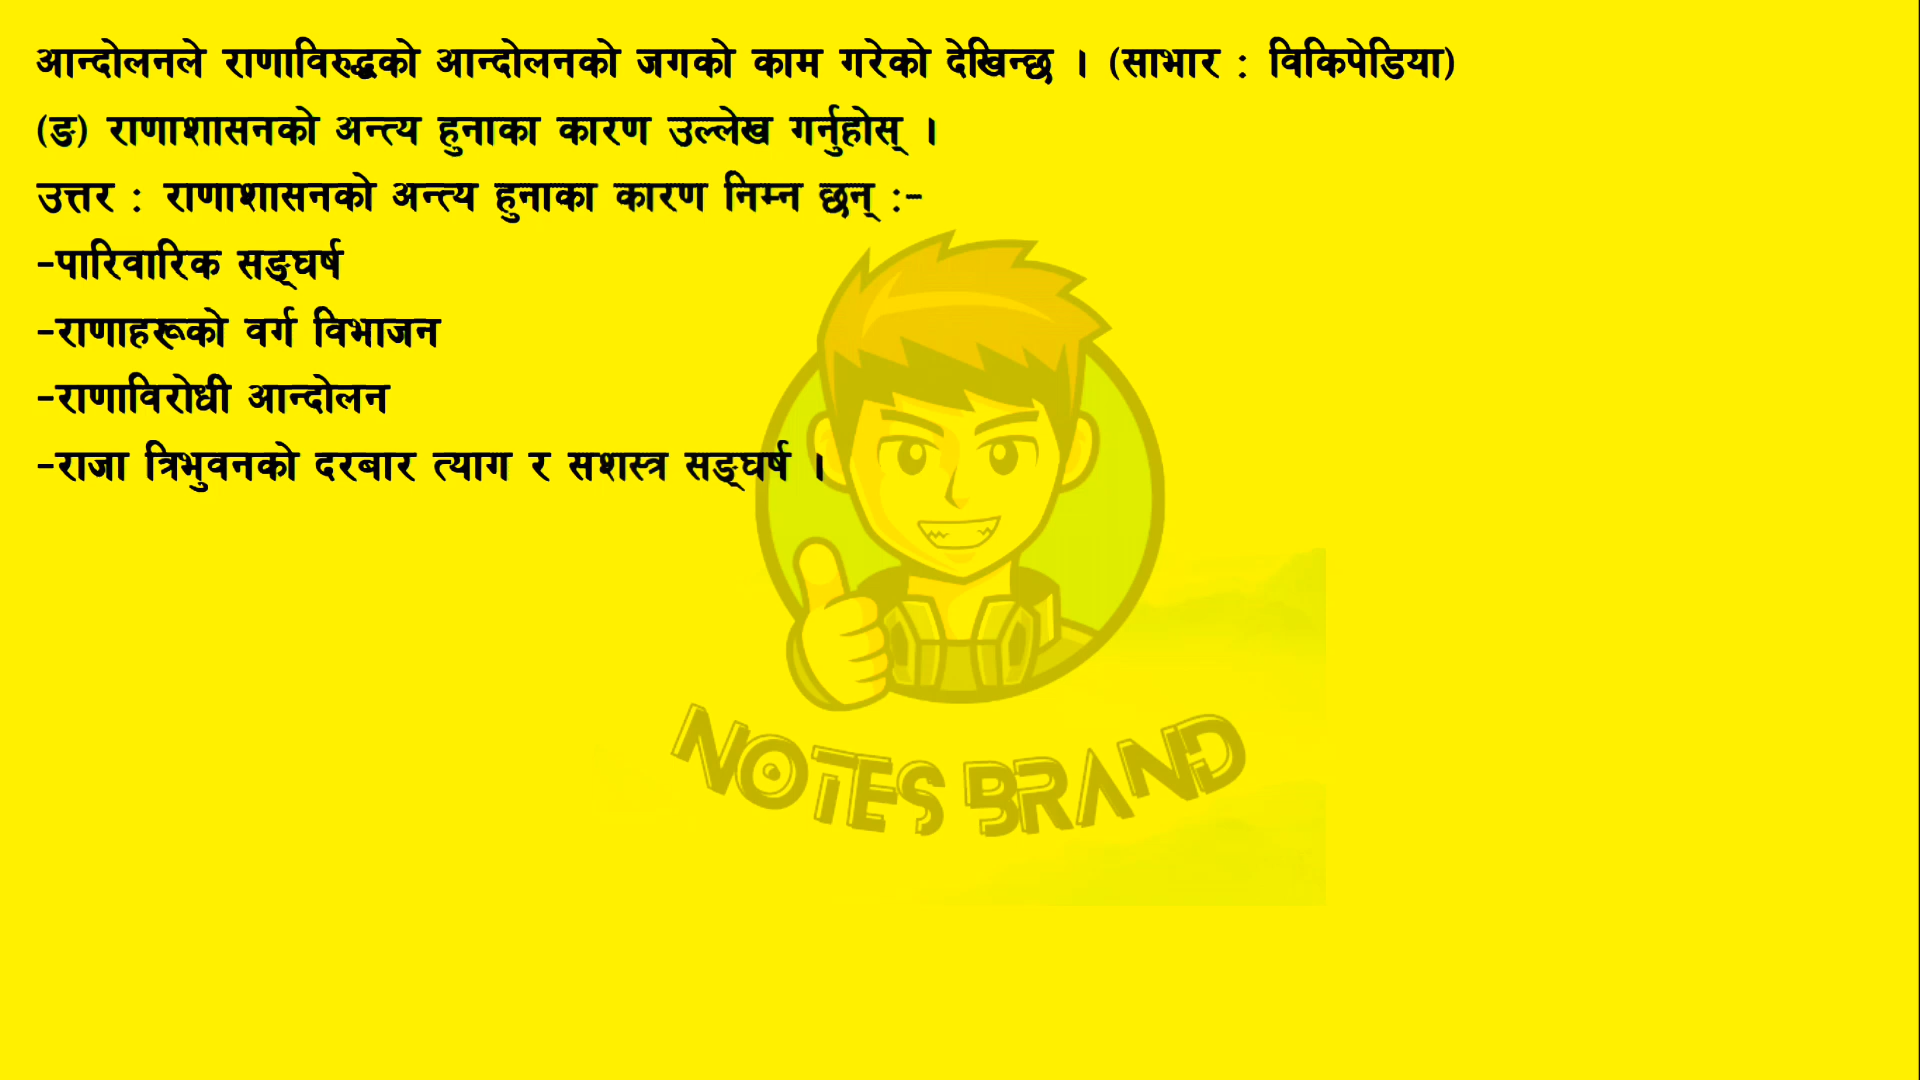 आन्दोलनले राणाविरुद्धको आन्दोलनको जगको काम गरेको देखिन्छ । (साभार : विकिपेडिया)
(ङ) राणाशासनको अन्त्य हुनाका कारण उल्लेख गर्नुहोस् ।
उत्तर : राणाशासनको अन्त्य हुनाका कारण निम्न छन् :-
-पारिवारिक सङ्घर्ष
-राणाहरूको वर्ग विभाजन
-राणाविरोधी आन्दोलन
-राजा त्रिभुवनको दरबार त्याग र सशस्त्र सङ्घर्ष ।
NOTES BRAND